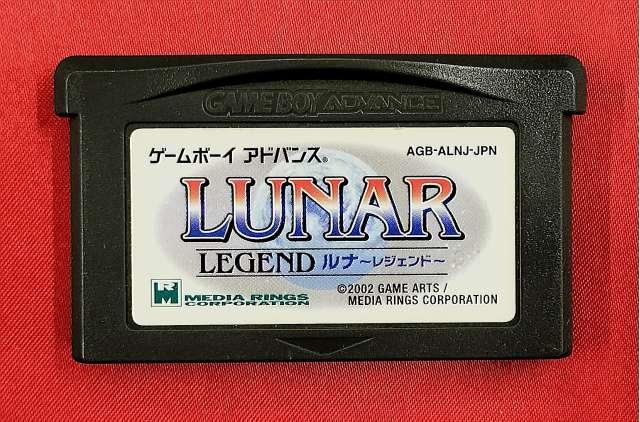 GAME BOY ADVANCE
ゲームボーイ アドバンス®
AGB-ALNJ-JPN
LUNAR
LEGEND ルナ~レジェンド~
RM
MEDIA RINGS
CORPORATION
©2002 GAME ARTS /
MEDIA RINGS CORPORATION